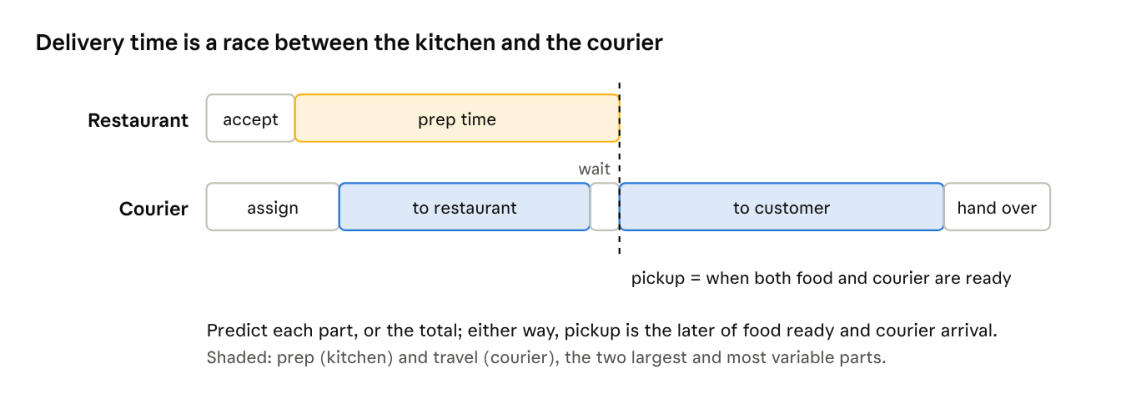 Delivery time is a race between the kitchen and the courier
Restaurant
accept
prep time
wait
Courier
assign
to restaurant
to customer
hand over
pickup = when both food and courier are ready
Predict each part, or the total; either way, pickup is the later of food ready and courier arrival.
Shaded: prep (kitchen) and travel (courier), the two largest and most variable parts.